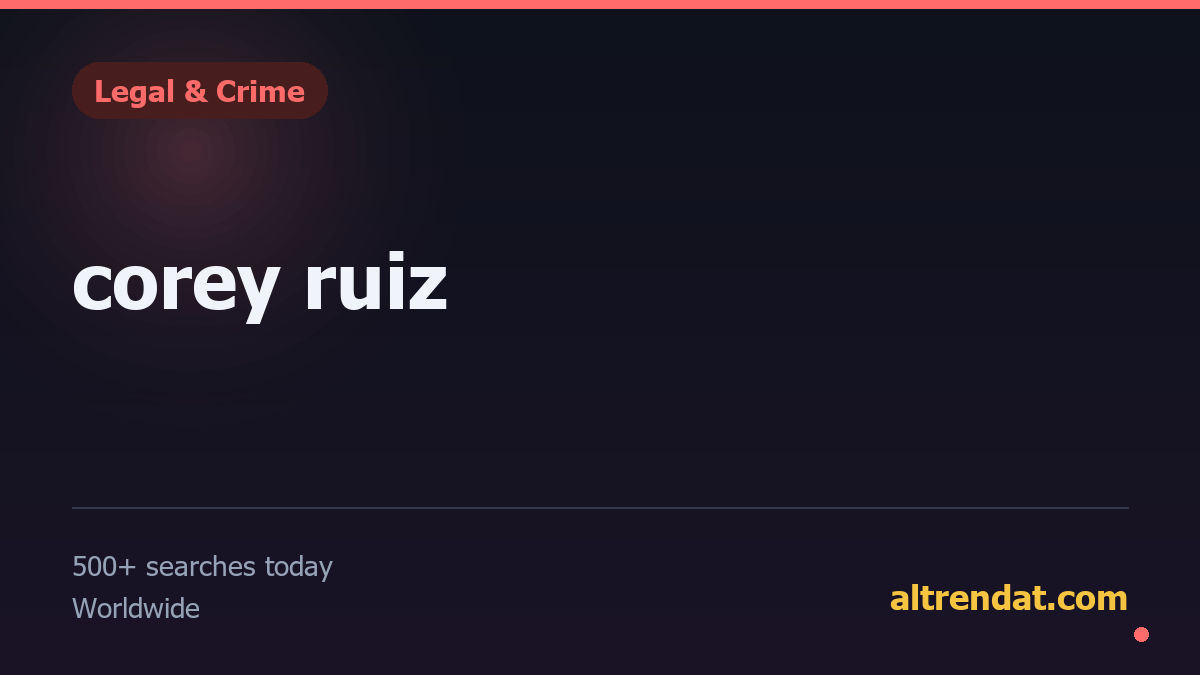 Legal & Crime
corey ruiz
500+ searches today
Worldwide
altrendat.com